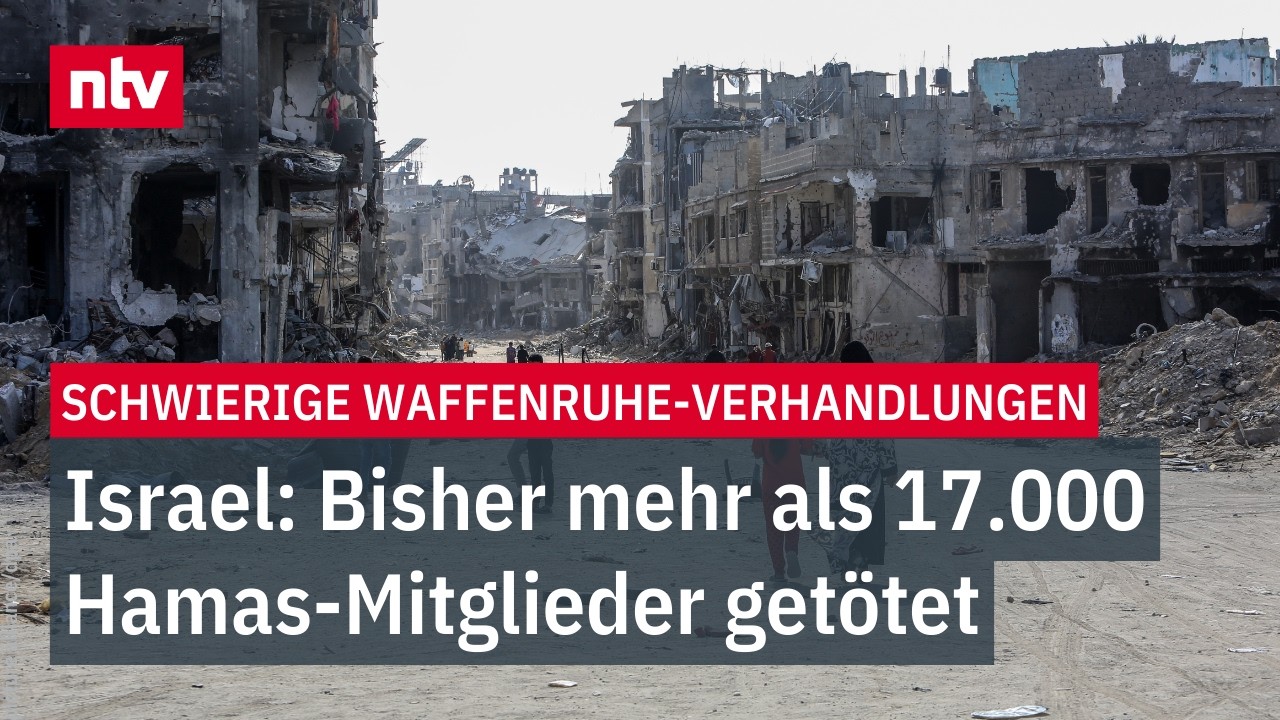 ntv
SCHWIERIGE WAFFENRUHE-VERHANDLUNGEN
Israel: Bisher mehr als 17.000
Hamas-Mitglieder getötet